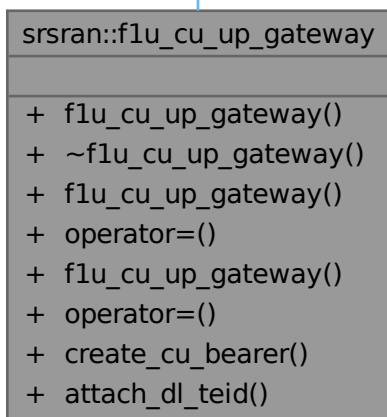 srsran::f1u_cu_up_gateway
+ f1u_cu_up_gateway()
+ ~f1u_cu_up_gateway()
+ f1u_cu_up_gateway()
+ operator=()
+ f1u_cu_up_gateway()
+ operator=()
+ create_cu_bearer()
+ attach_dl_teid()